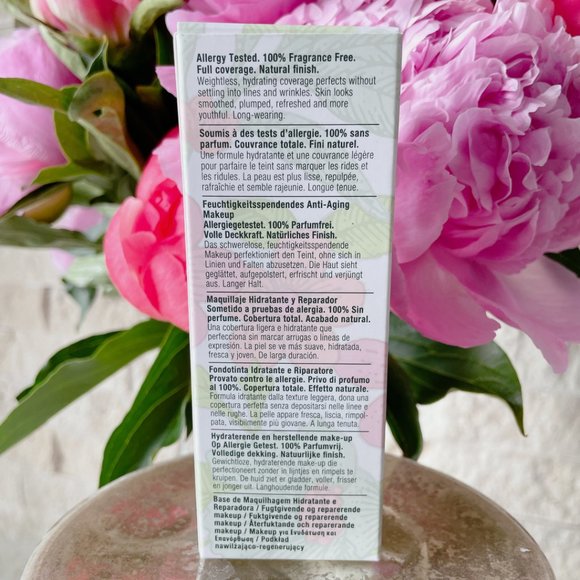 Allergy Tested. 100% Fragrance Free.
Full coverage. Natural finish.
Weightless, hydrating coverage perfects without
settling into lines and wrinkles. Skin looks
smoothed, plumped, refreshed and more
youthful. Long-wearing.
Soumis à des tests d'allergie. 100% sans
parfum. Couvrance totale. Fini naturel.
Une formule hydratante et une couvrance légère
pour parfaire le teint sans marquer les rides et
les ridules. La peau est plus lisse, repulpée,
rafraîchie et semble rajeunie. Longue tenue.
Feuchtigkeitsspendendes Anti-Aging
Makeup
Allergiegetestet. 100% Parfumfrei.
Volle Deckkraft. Natürliches Finish.
Das schwerelose, feuchtigkeitsspendende
Makeup perfektioniert den Teint, ohne sich in
Linien und Falten abzusetzen. Die Haut sieht
geglättet, aufgepolstert, erfrischt und verjüngt
aus. Langer Halt.
Maquillaje Hidratante y Reparador
Sometido a pruebas de alergia. 100% Sin
perfume. Cobertura total. Acabado natural.
Una cobertura ligera e hidratante que
perfecciona sin marcar arrugas o líneas de
expresión. La piel se ve más suave, hidratada,
fresca y joven. De larga duración.
Fondotinta Idratante e Riparatore
Provato contro le allergie. Privo di profumo
al 100%. Copertura totale. Effetto naturale.
Formula idratante dalla texture leggera, dona una
copertura perfetta senza depositarsi nelle linee e
nelle rughe. La pelle appare fresca, liscia, rimpol-
pata, visibilmente più giovane. A lunga tenuta.
Hydraterende en herstellende make-up
Op Allergie Getest. 100% Parfumvrij.
Volledige dekking. Natuurlijke finish.
Gewichtloze, hydraterende make-up die
perfectioneert zonder in lijntjes en rimpels te
kruipen. De huid ziet er gladder, voller, frisser
en jonger uit. Langhoudende formule.
Base de Maquilhagem Hidratante e
Reparadora / Fugtgivende og reparerende
makeup / Fuktgivende og reparerende
makeup / Återfuktande och reparerande
makeup / Makeup για Ενυδάτωση και
Επανόρθωση / Podkład
nawilżająco-regenerujący